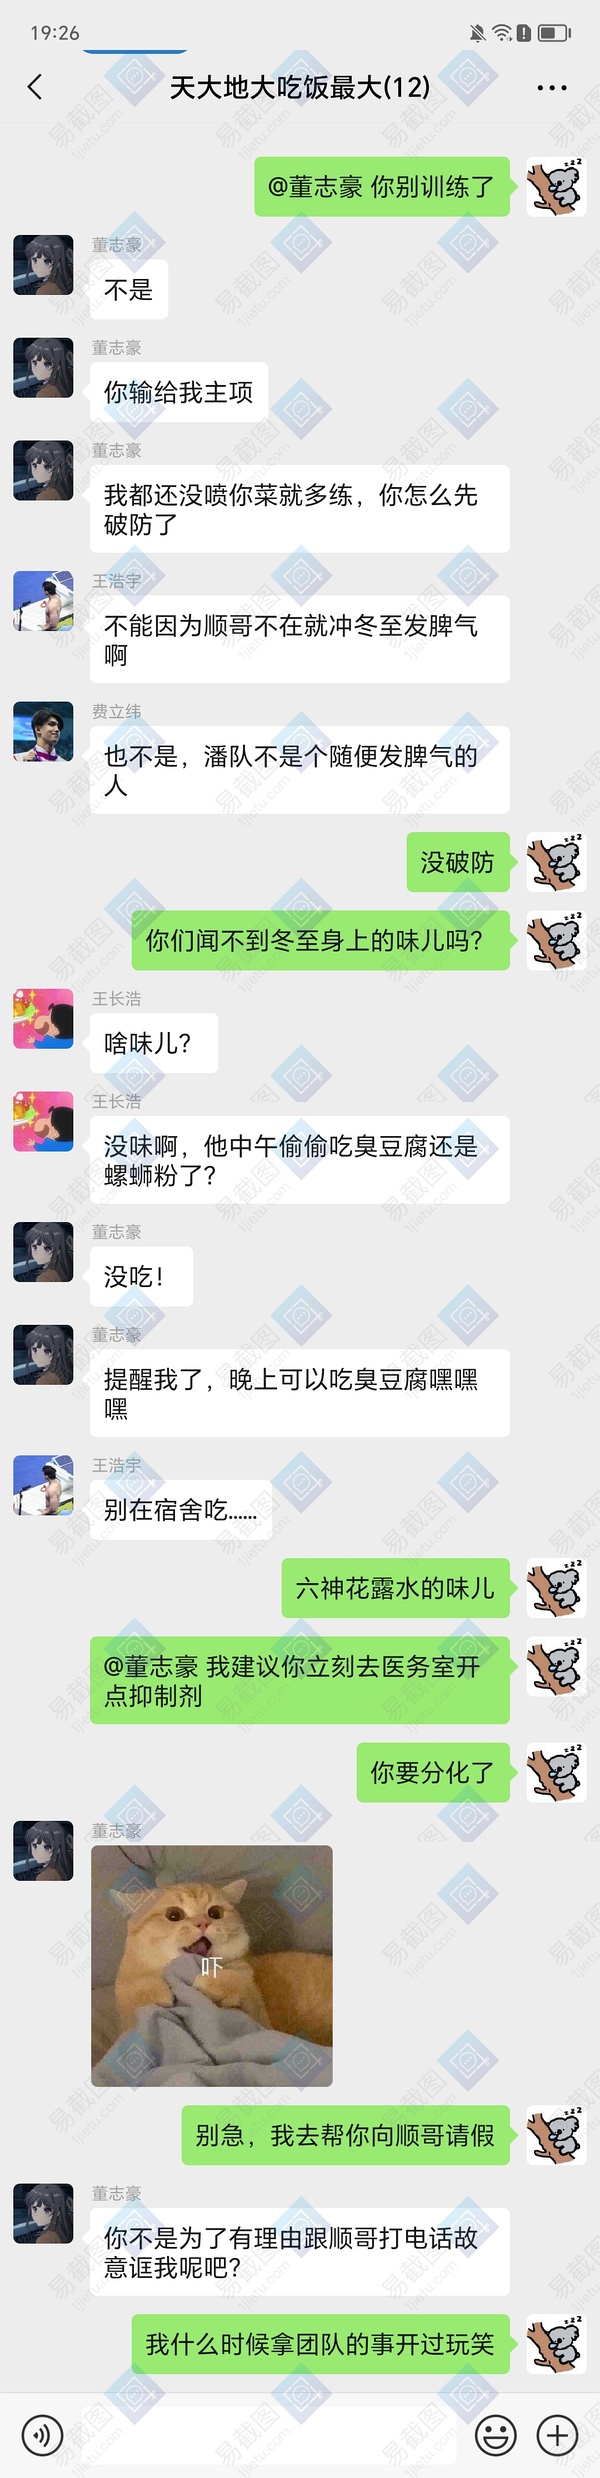 19:26
天大地大吃饭最大(12)
@董志豪 你别训练了
董志豪
不是
董志豪
你输给我主项
董志豪
我都还没喷你菜就多练，你怎么先
破防了
王浩宇
不能因为顺哥不在就冲冬至发脾气
啊
费立纬
也不是，潘队不是个随便发脾气的
人
没破防
你们闻不到冬至身上的味儿吗？
王长浩
啥味儿？
王长浩
没味啊，他中午偷偷吃臭豆腐还是
螺蛳粉了？
董志豪
没吃！
董志豪
提醒我了，晚上可以吃臭豆腐嘿嘿
嘿
王浩宇
别在宿舍吃……
六神花露水的味儿
@董志豪 我建议你立刻去医务室开
点抑制剂
你要分化了
董志豪
吓
别急，我去帮你向顺哥请假
董志豪
你不是为了有理由跟顺哥打电话故
意诓我呢吧？
我什么时候拿团队的事开过玩笑
易截图
1jietu.com